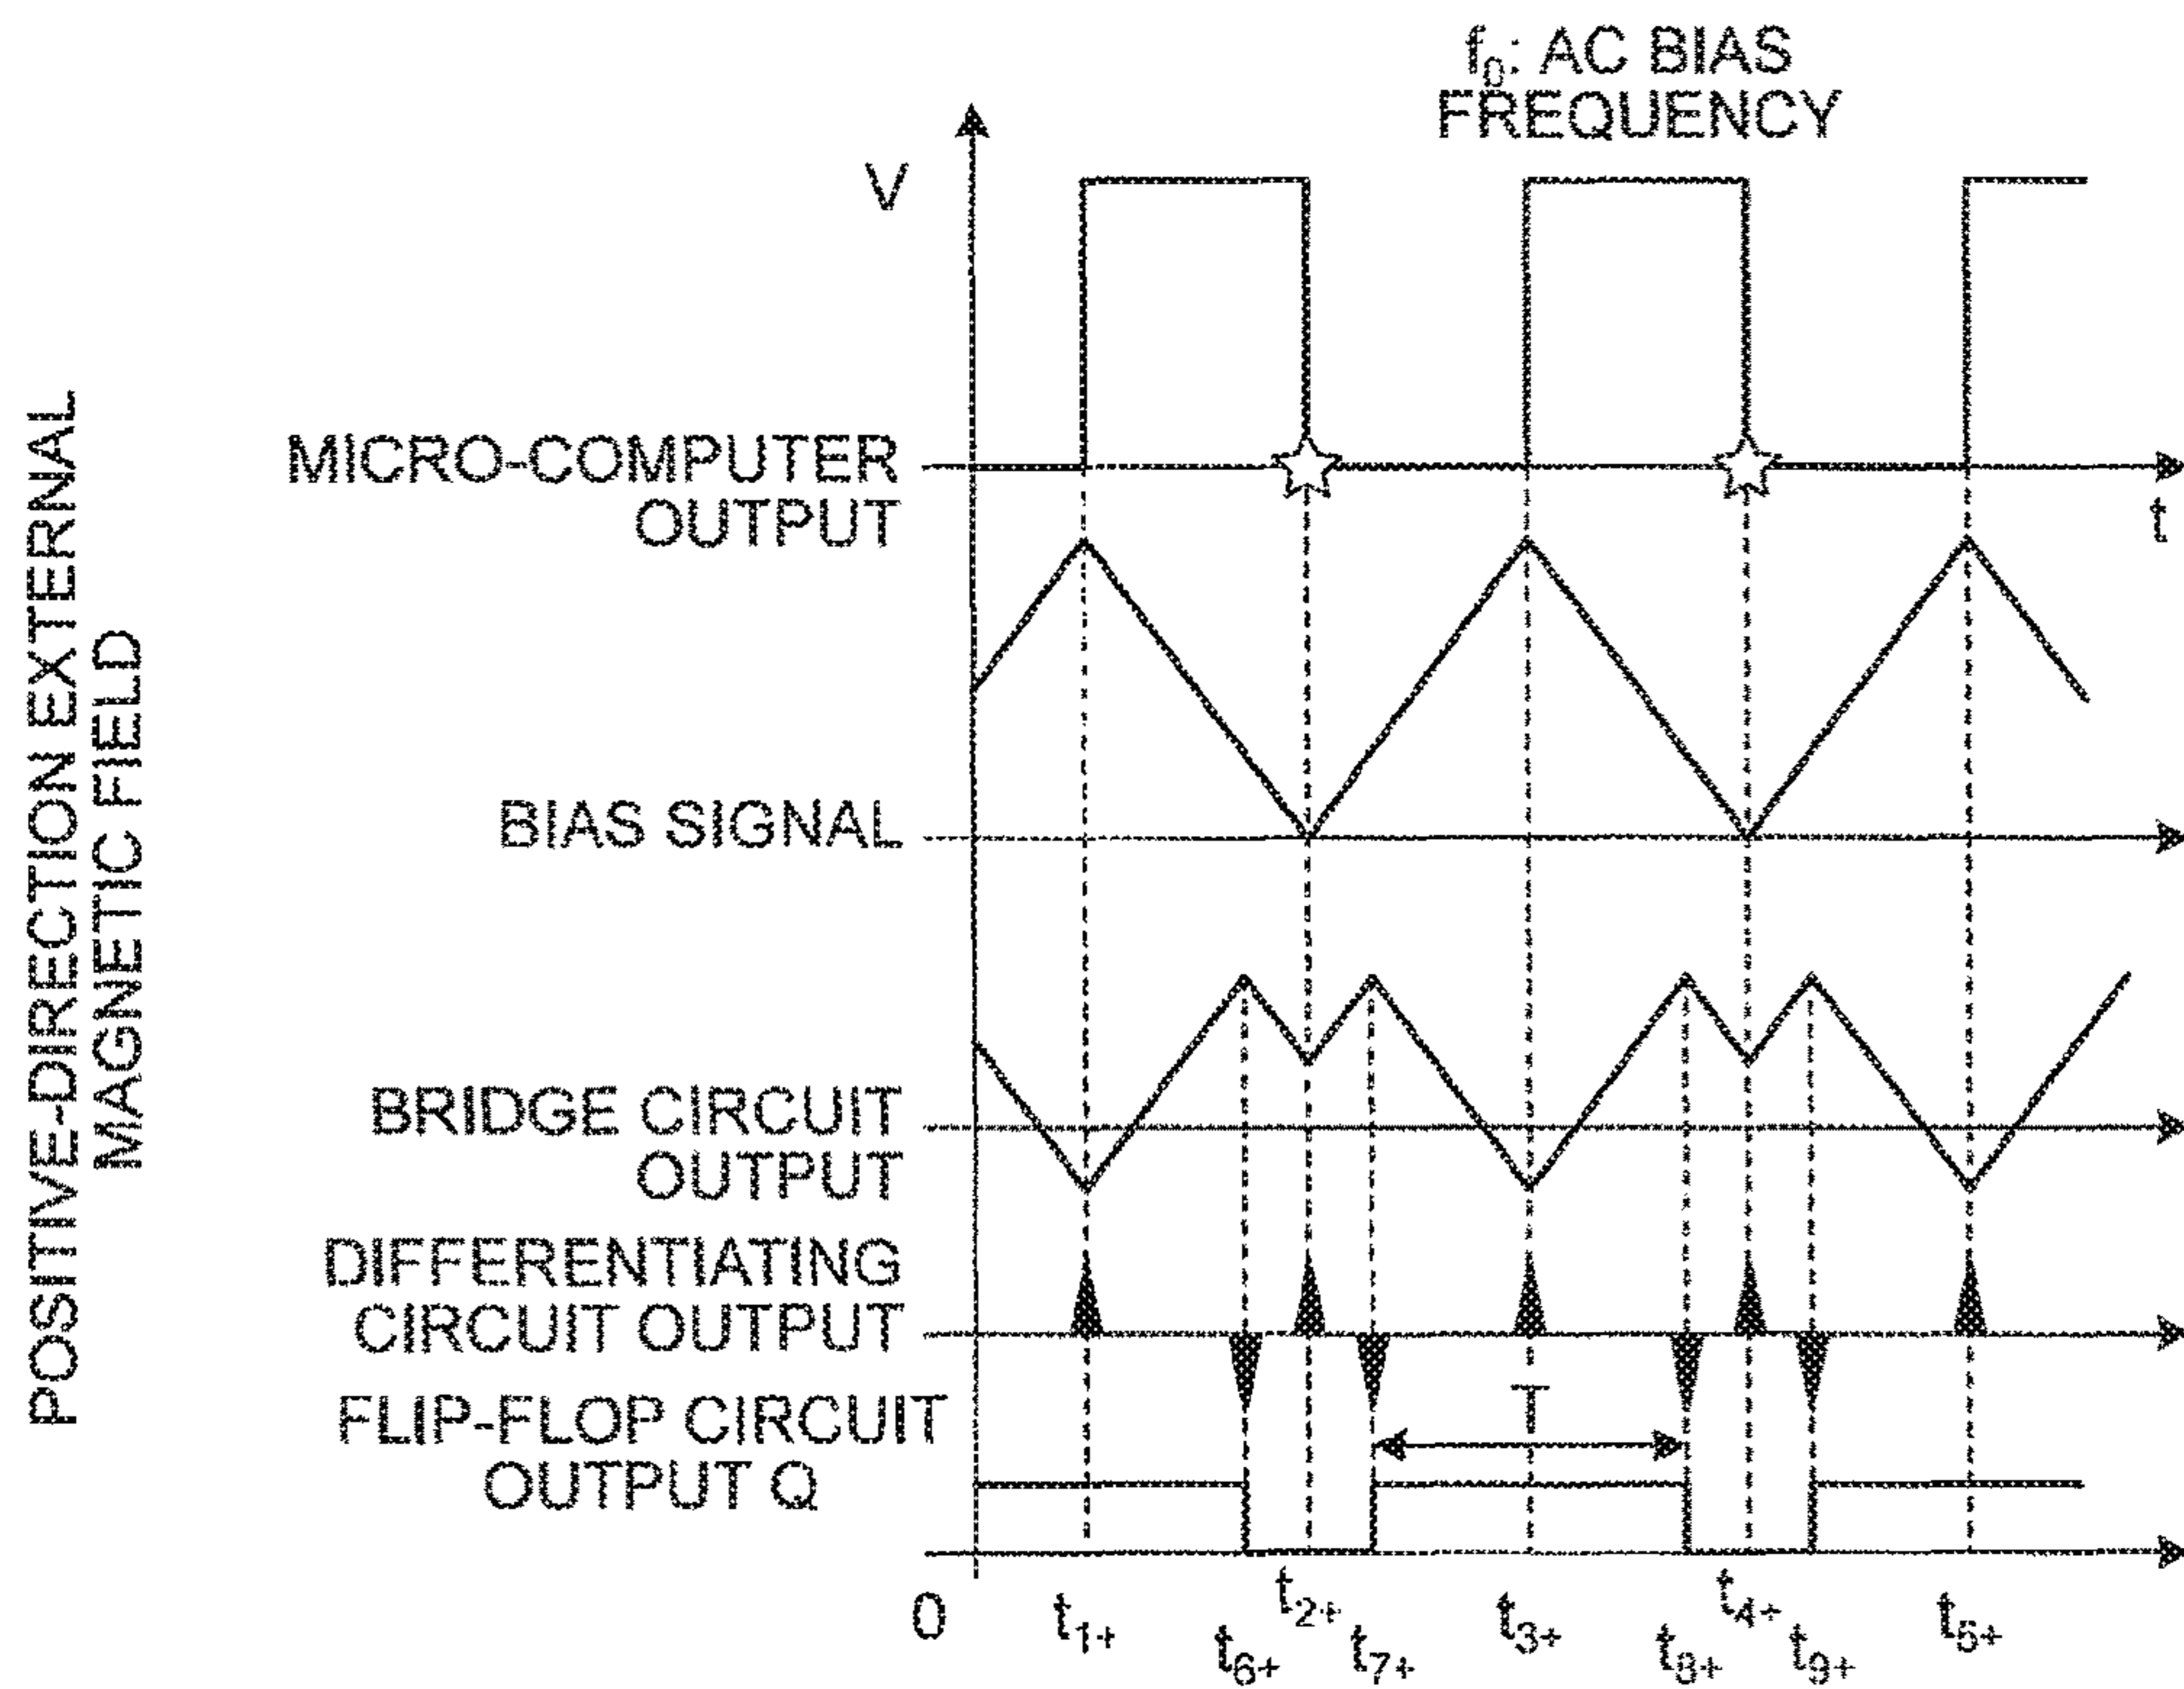 f₀: AC BIAS
FREQUENCY
V
MICRO-COMPUTER
OUTPUT
t
BIAS SIGNAL
BRIDGE CIRCUIT
OUTPUT
DIFFERENTIATING
CIRCUIT OUTPUT
FLIP-FLOP CIRCUIT
OUTPUT Q
T
POSITIVE-DIRECTION EXTERNAL
MAGNETIC FIELD
0
t₁₊
t₆₊
t₂₊
t₇₊
t₃₊
t₈₊
t₄₊
t₉₊
t₅₊